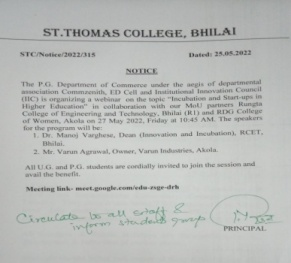 ST.THOMAS COLLEGE, BHILAI
STC/Notice/2022/315 Dated: 25.05.2022
NOTICE
The P.G. Department of Commerce under the aegis of departmental
association Commzenith, ED Cell and Institutional Innovation Council
(IIC) is organizing a webinar on the topic "Incubation and Start-ups in
Higher Education" in collaboration with our MoU partners Rungta
College of Engineering and Technology, Bhilai (R1) and RDG College
of Women, Akola on 27 May 2022, Friday at 10:45 AM. The speakers
for the program will be:
1. Dr. Manoj Varghese, Dean (Innovation and Incubation), RCET,
Bhilai.
2. Mr. Varun Agrawal, Owner, Varun Industries, Akola.
All U.G. and P.G. students are cordially invited to join the session and
avail the benefit.
Meeting link- meet.google.com/edn-zsge-drh
Circulate to all staff &
inform student group
PRINCIPAL